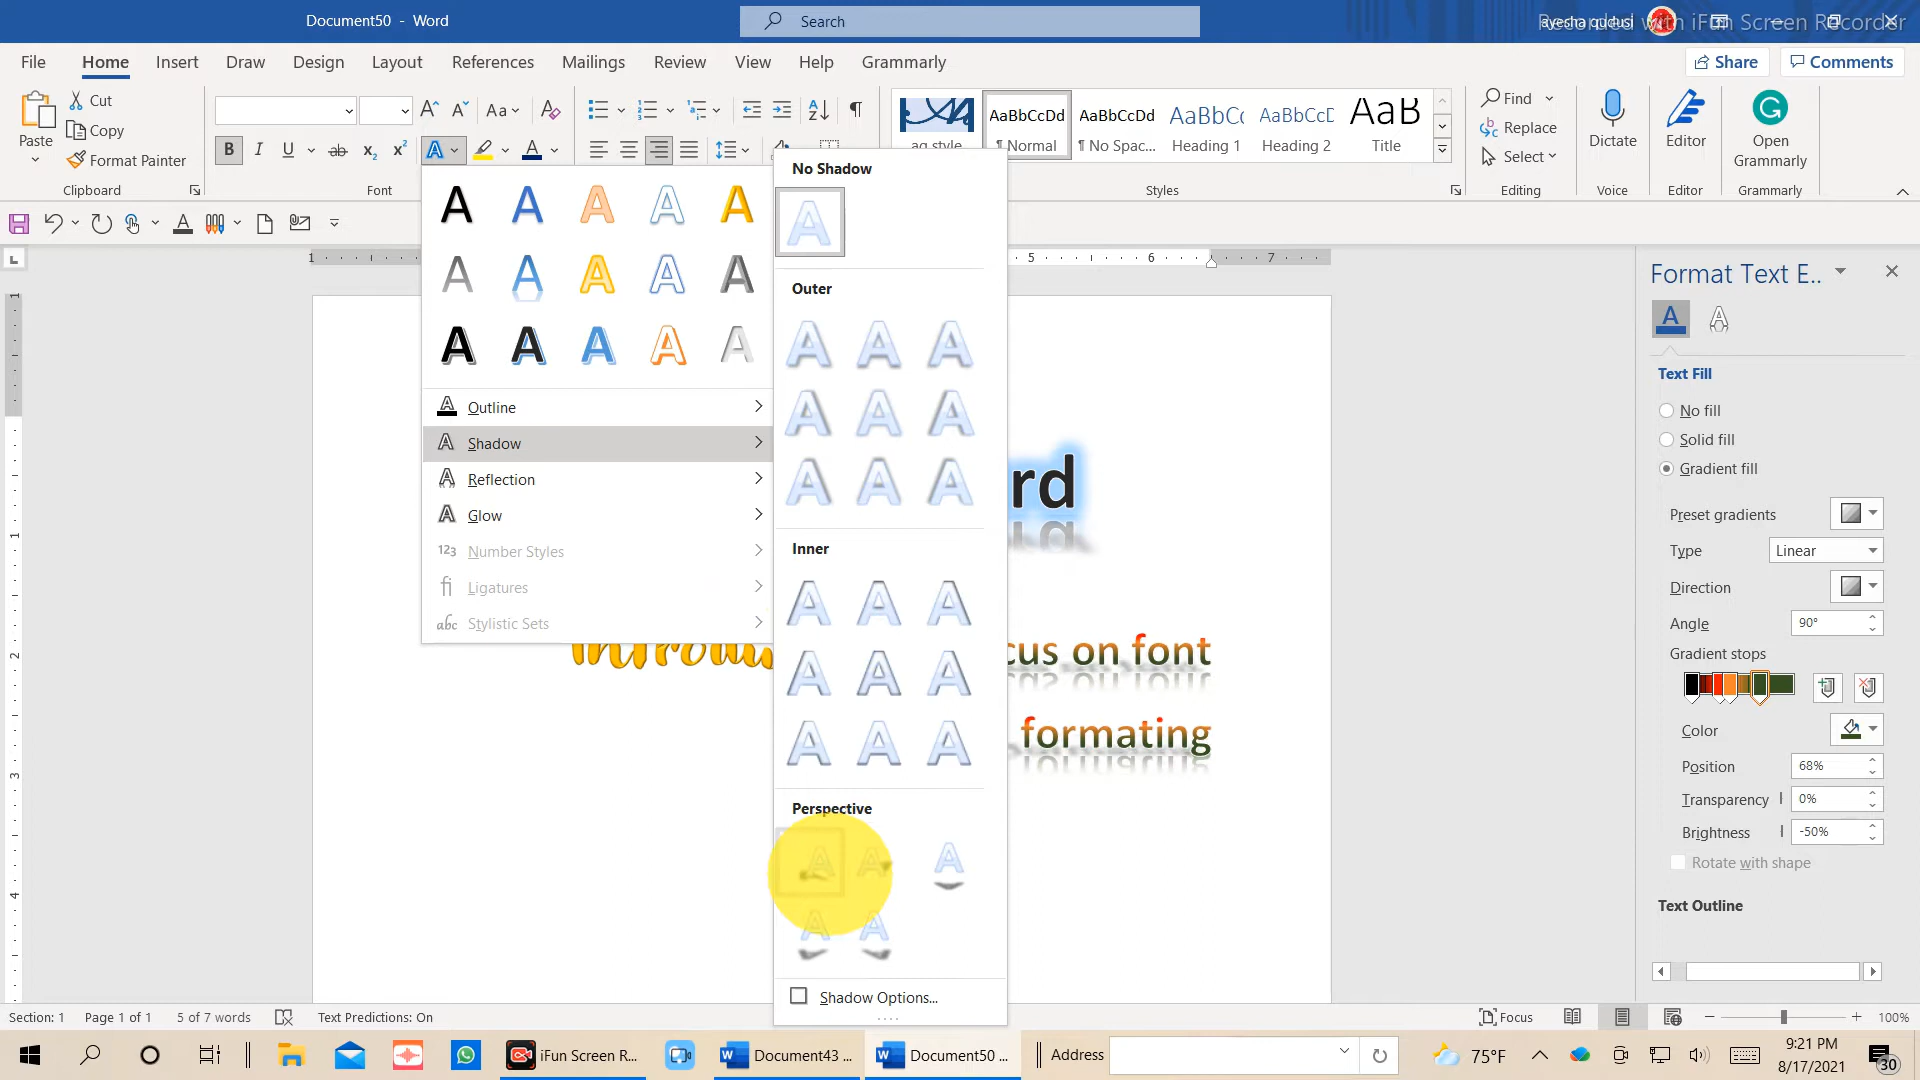 Document50 - Word
Search
ayesha qudusi
Recorded with iFun Screen Recorder
File Home Insert Draw Design Layout References Mailings Review View Help Grammarly
Share Comments
Cut
Copy
Format Painter
Paste
Clipboard
Font
AaBbCcDd AaBbCcDd AaBbCc AaBbCcD AaB
¶ Normal ¶ No Spac... Heading 1 Heading 2 Title
Styles
Find
Replace
Select
Editing
Dictate
Voice
Editor
Editor
Open
Grammarly
Grammarly
Outline
Shadow
Reflection
Glow
Number Styles
Ligatures
Stylistic Sets
No Shadow
Outer
Inner
Perspective
Shadow Options...
rd
cus on font
formating
Format Text E..
Text Fill
No fill
Solid fill
Gradient fill
Preset gradients
Type Linear
Direction
Angle 90°
Gradient stops
Color
Position 68%
Transparency 0%
Brightness -50%
Rotate with shape
Text Outline
Section: 1 Page 1 of 1 5 of 7 words Text Predictions: On
Focus
100%
iFun Screen R...
Document43 ...
Document50 ...
Address
75°F
9:21 PM
8/17/2021
30